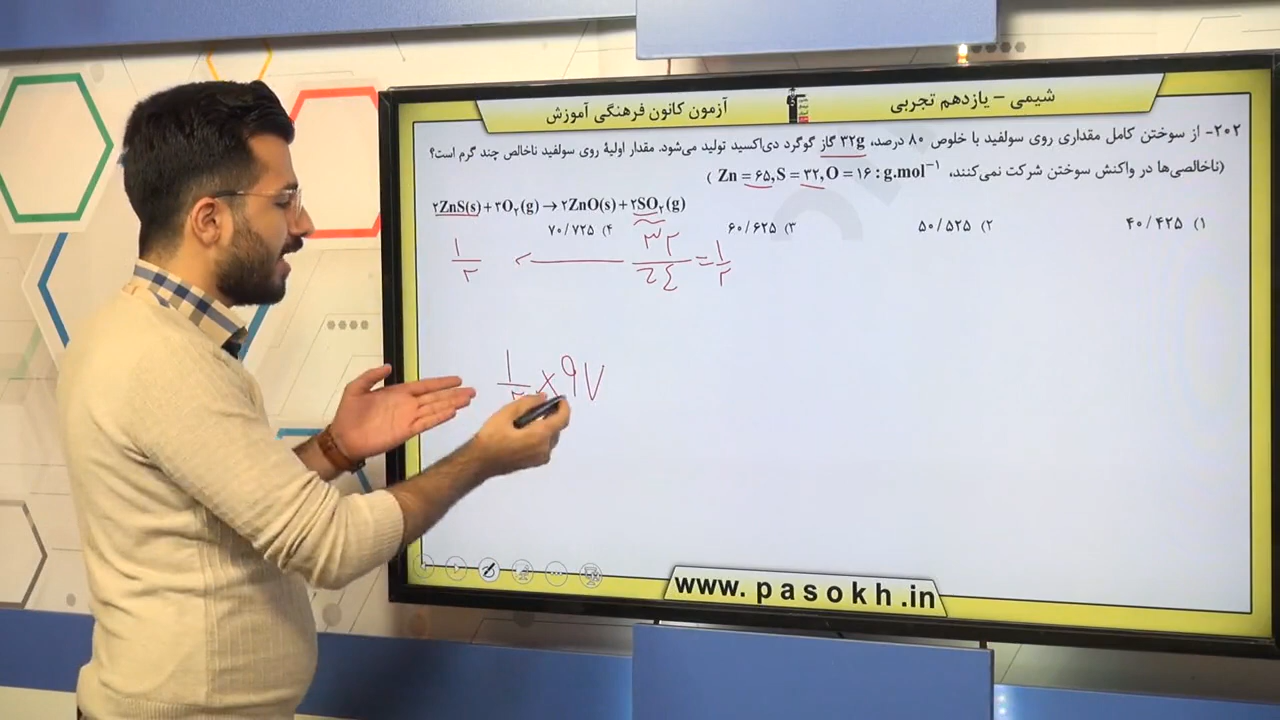 شیمی - یازدهم تجربی
آزمون کانون فرهنگی آموزش
۲۰۲- از سوختن کامل مقداری روی سولفید با خلوص ۸۰ درصد، ۳۲g گاز گوگرد دی‌اکسید تولید می‌شود. مقدار اولیهٔ روی سولفید ناخالص چند گرم است؟
(ناخالصی‌ها در واکنش سوختن شرکت نمی‌کنند، Zn = ۶۵, S = ۳۲, O = ۱۶ : g.mol⁻¹)
۲ZnS(s) + ۳O₂(g) → ۲ZnO(s) + ۲SO₂(g)
۱) ۴۰/۴۲۵ ۲) ۵۰/۵۲۵ ۳) ۶۰/۶۲۵ ۴) ۷۰/۷۲۵
۱/۲ ← ۳۲/۶۴ = ۱/۲
۱/۲ × ۹۷
www.pasokh.in